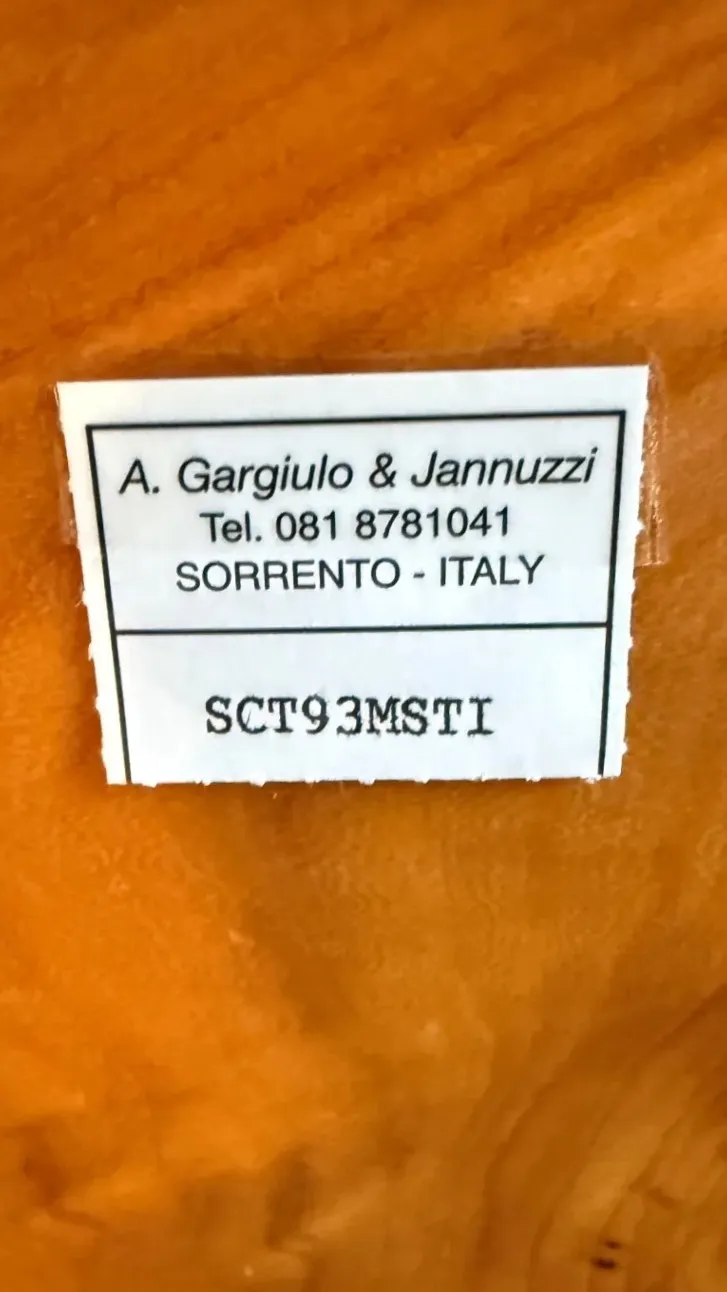 A. Gargiulo & Jannuzzi
Tel. 081 8781041
SORRENTO - ITALY
SCT93MSTI